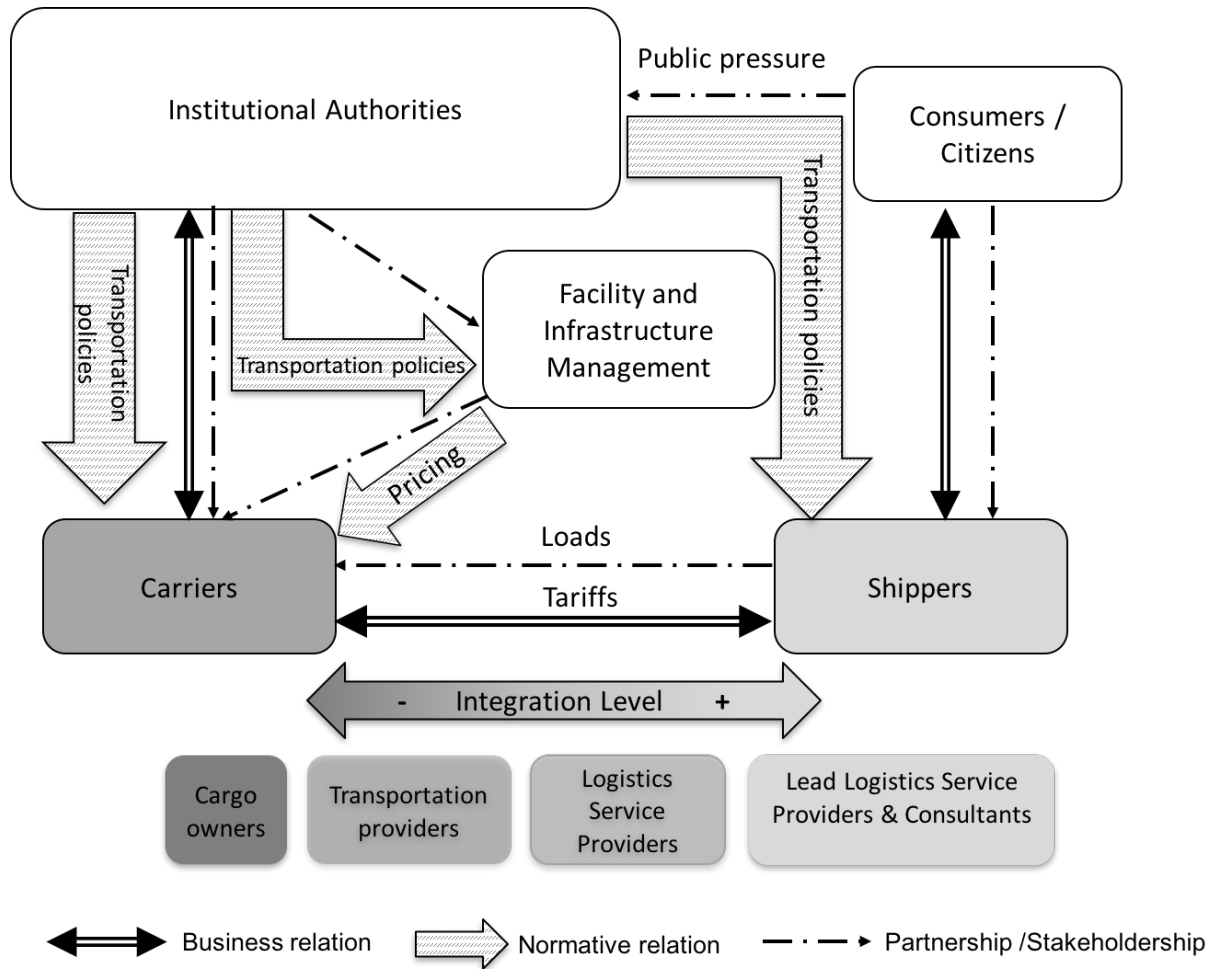 Public pressure
Institutional Authorities
Consumers /
Citizens
Transportation policies
Transportation
policies
Facility and
Infrastructure
Management
Transportation policies
Pricing
Loads
Carriers
Tariffs
Shippers
- Integration Level +
Cargo
owners
Transportation
providers
Logistics
Service
Providers
Lead Logistics Service
Providers & Consultants
Business relation
Normative relation
Partnership /Stakeholdership